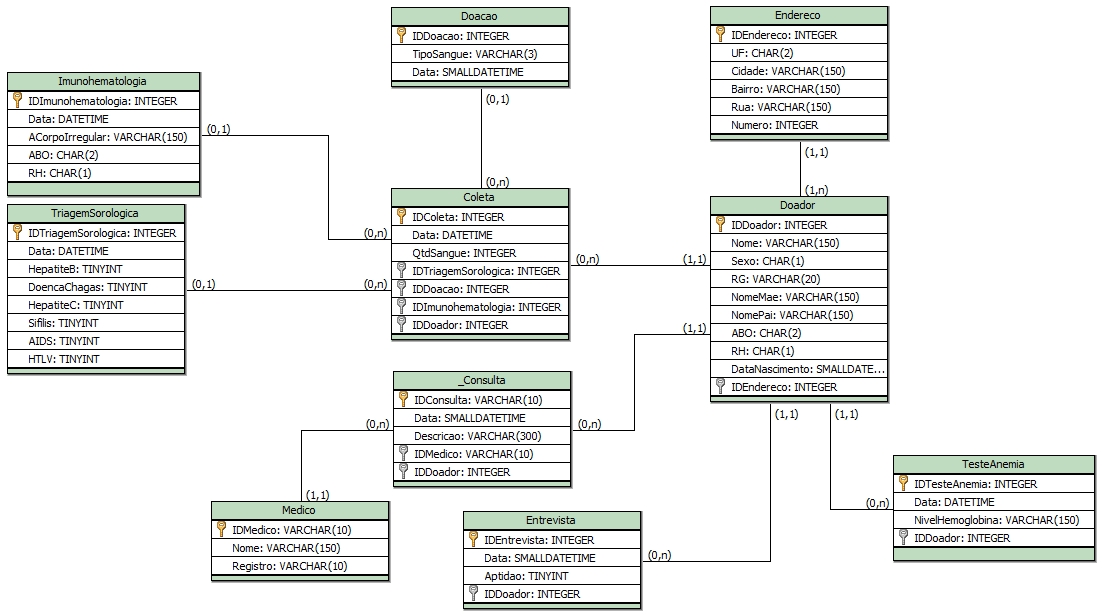 Doacao
IDDoacao: INTEGER
TipoSangue: VARCHAR(3)
Data: SMALLDATETIME
(0,1)
(0,n)
Endereco
IDEndereco: INTEGER
UF: CHAR(2)
Cidade: VARCHAR(150)
Bairro: VARCHAR(150)
Rua: VARCHAR(150)
Numero: INTEGER
(1,1)
(1,n)
Imunohematologia
IDImunohematologia: INTEGER
Data: DATETIME
ACorpoIrregular: VARCHAR(150)
ABO: CHAR(2)
RH: CHAR(1)
(0,1)
(0,n)
TriagemSorologica
IDTriagemSorologica: INTEGER
Data: DATETIME
HepatiteB: TINYINT
DoencaChagas: TINYINT
HepatiteC: TINYINT
Sifilis: TINYINT
AIDS: TINYINT
HTLV: TINYINT
(0,1)
(0,n)
Coleta
IDColeta: INTEGER
Data: DATETIME
QtdSangue: INTEGER
IDTriagemSorologica: INTEGER
IDDoacao: INTEGER
IDImunohematologia: INTEGER
IDDoador: INTEGER
(0,n)
(1,1)
Doador
IDDoador: INTEGER
Nome: VARCHAR(150)
Sexo: CHAR(1)
RG: VARCHAR(20)
NomeMae: VARCHAR(150)
NomePai: VARCHAR(150)
ABO: CHAR(2)
RH: CHAR(1)
DataNascimento: SMALLDATE...
IDEndereco: INTEGER
(1,1)
(1,1)
(1,1)
_Consulta
IDConsulta: VARCHAR(10)
Data: SMALLDATETIME
Descricao: VARCHAR(300)
IDMedico: VARCHAR(10)
IDDoador: INTEGER
(0,n)
(0,n)
(1,1)
Medico
IDMedico: VARCHAR(10)
Nome: VARCHAR(150)
Registro: VARCHAR(10)
Entrevista
IDEntrevista: INTEGER
Data: SMALLDATETIME
Aptidao: TINYINT
IDDoador: INTEGER
(0,n)
TesteAnemia
IDTesteAnemia: INTEGER
Data: DATETIME
NivelHemoglobina: VARCHAR(150)
IDDoador: INTEGER
(0,n)